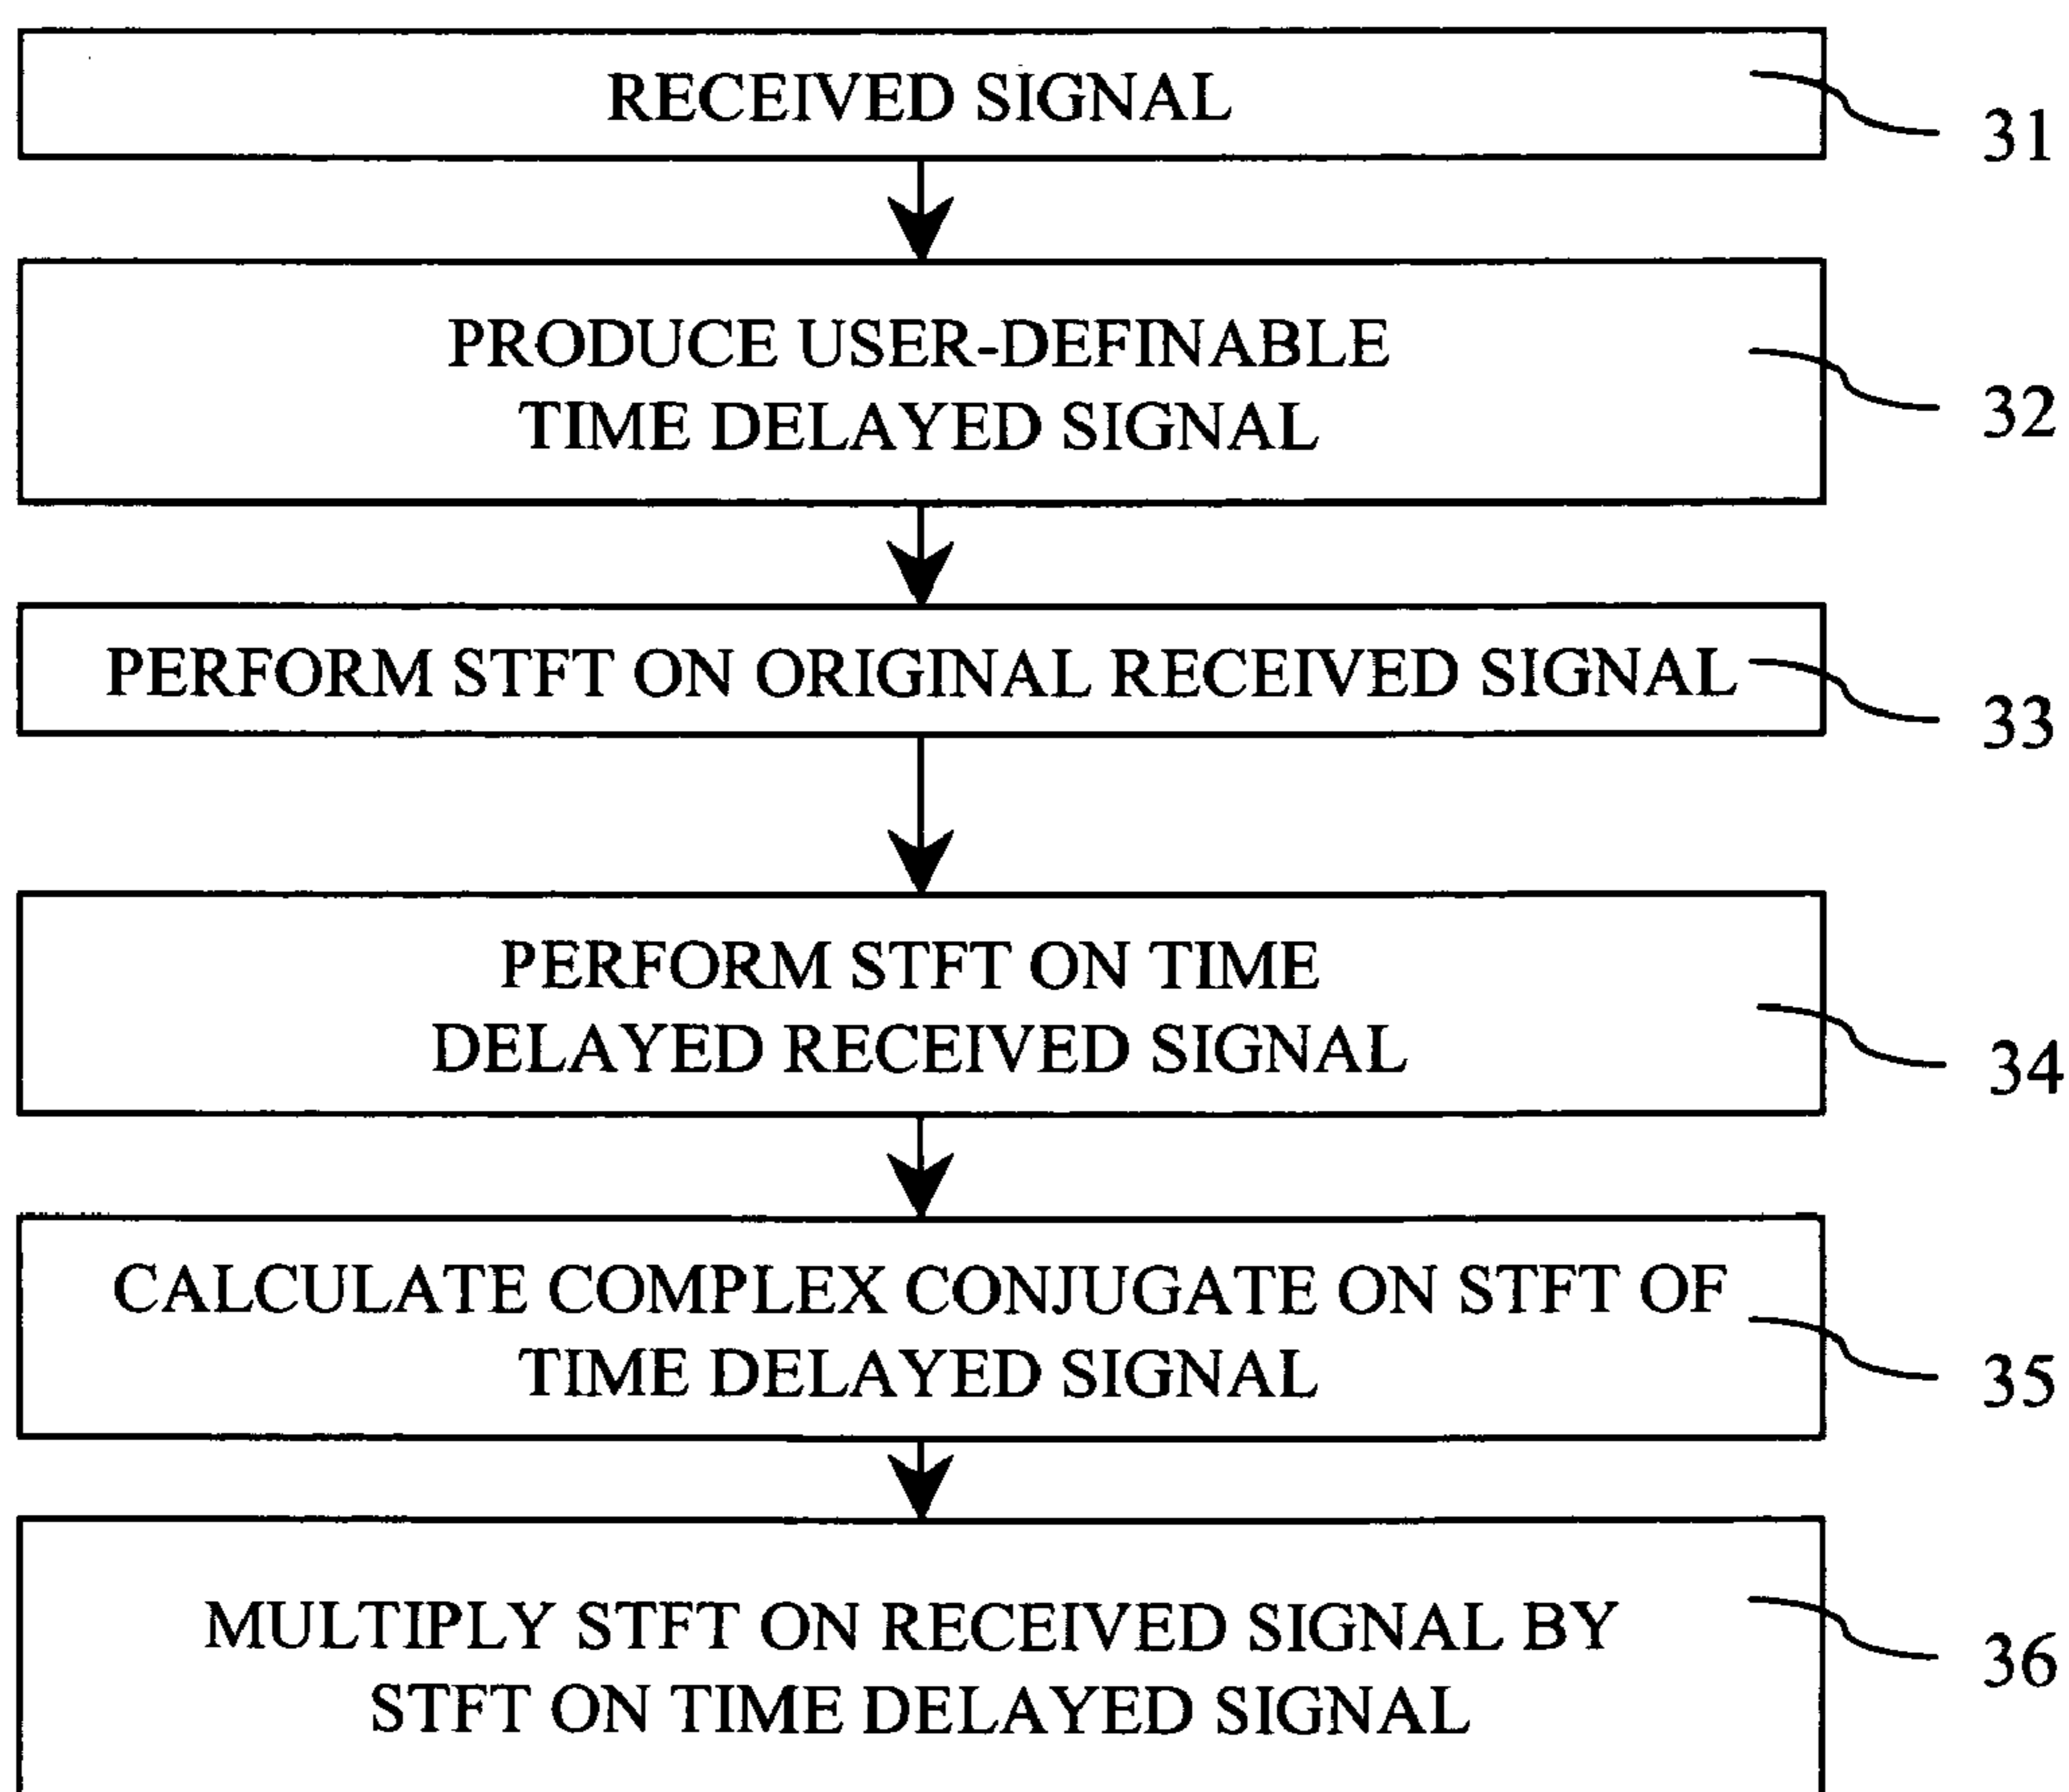 RECEIVED SIGNAL
31
PRODUCE USER-DEFINABLE
TIME DELAYED SIGNAL
32
PERFORM STFT ON ORIGINAL RECEIVED SIGNAL
33
PERFORM STFT ON TIME
DELAYED RECEIVED SIGNAL
34
CALCULATE COMPLEX CONJUGATE ON STFT OF
TIME DELAYED SIGNAL
35
MULTIPLY STFT ON RECEIVED SIGNAL BY
STFT ON TIME DELAYED SIGNAL
36